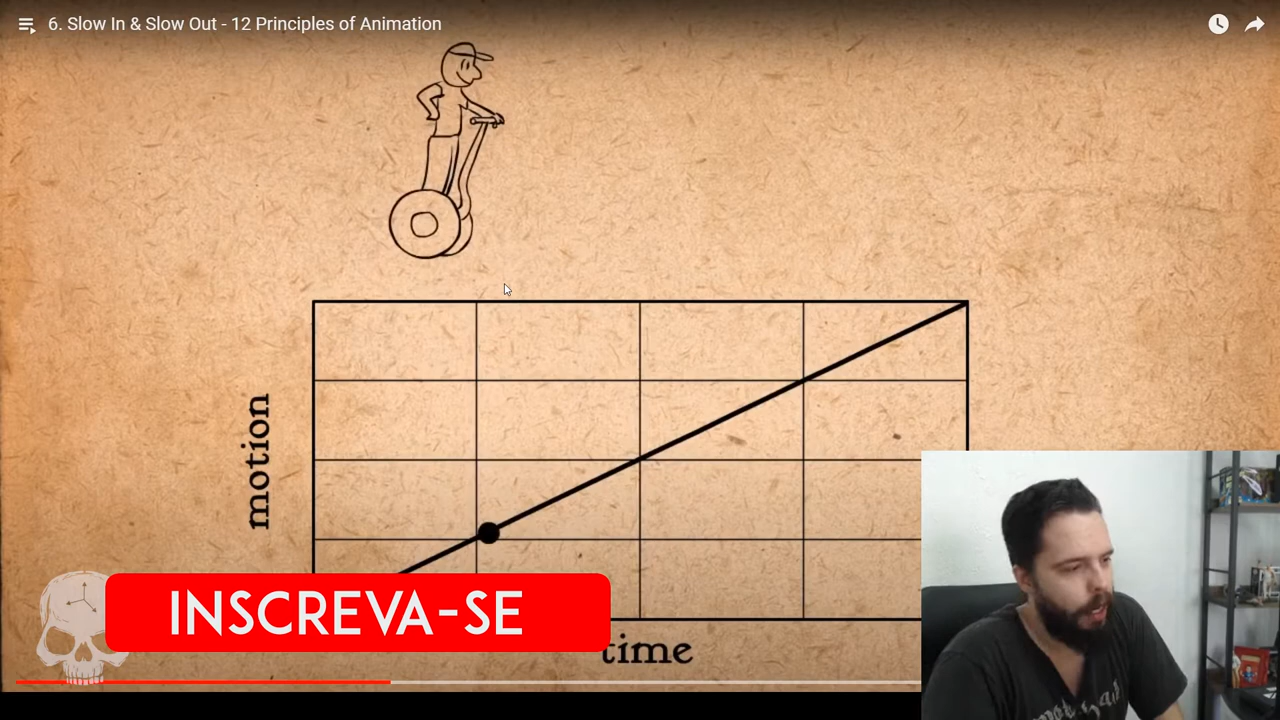 6. Slow In & Slow Out - 12 Principles of Animation
motion
INSCREVA-SE
time